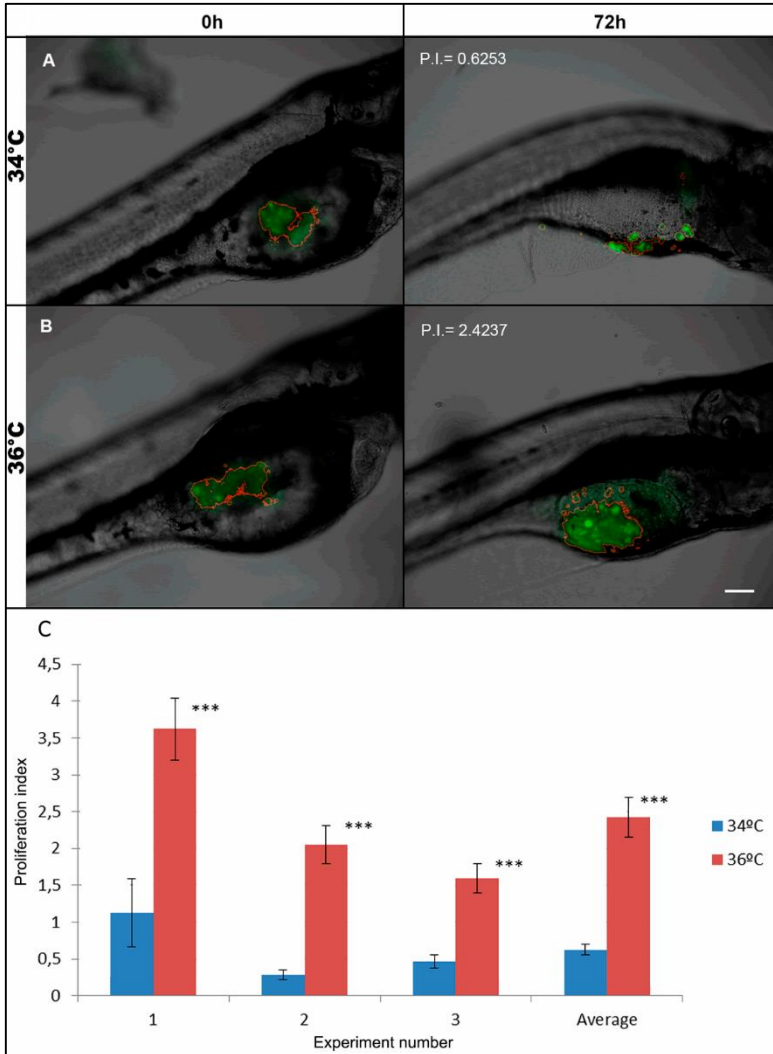 0h 72h
34°C
A
P.I.= 0.6253
36°C
B
P.I.= 2.4237
C
Proliferation index
4,5
4
3,5
3
2,5
2
1,5
1
0,5
0
***
***
***
***
34ºC
36ºC
1 2 3 Average
Experiment number